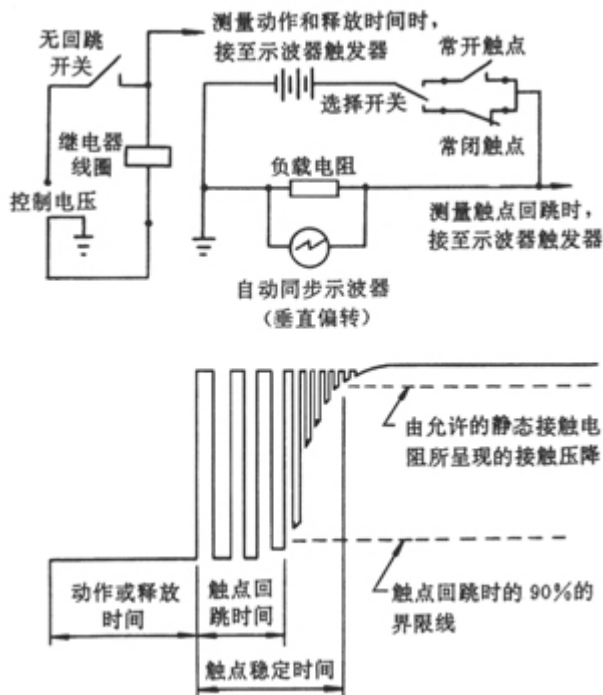 测量动作和释放时间时，
接至示波器触发器
无回跳
开关
常开触点
选择开关
继电器
线圈
常闭触点
负载电阻
控制电压
测量触点回跳时，
接至示波器触发器
自动同步示波器
（垂直偏转）
由允许的静态接触电
阻所呈现的接触压降
动作或释放
时间
触点回
跳时间
触点回跳时的90%的
界限线
触点稳定时间